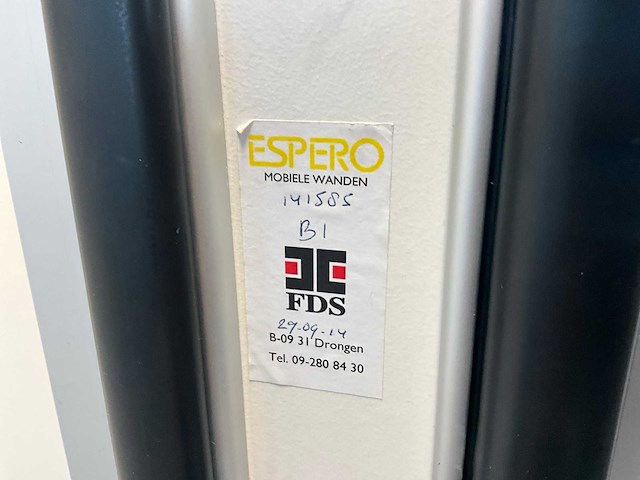 ESPERO
MOBIELE WANDEN
141585
B1
FDS
29-09-14
B-09 31 Drongen
Tel. 09-280 84 30